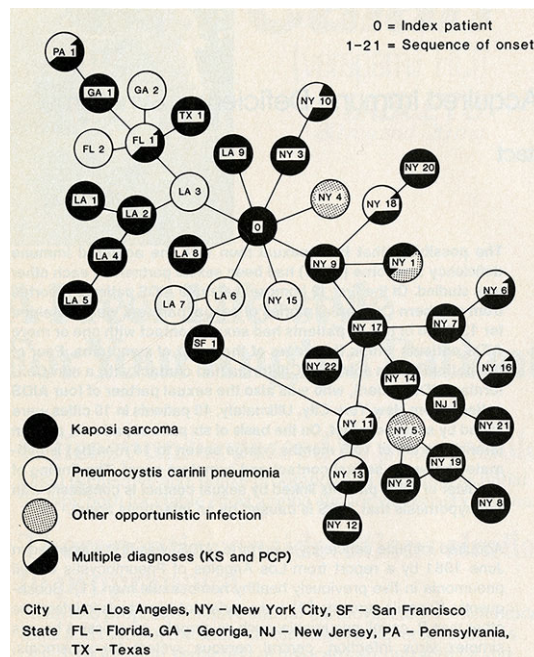 0 = Index patient
1-21 = Sequence of onset
PA 1
GA 1
GA 2
TX 1
NY 10
FL 2
FL 1
LA 9
NY 3
NY 20
LA 3
NY 4
NY 18
LA 1
LA 2
0
LA 4
LA 8
NY 9
NY 1
LA 5
LA 7
LA 6
NY 15
NY 6
SF 1
NY 17
NY 7
NY 22
NY 14
NY 16
NJ 1
NY 11
NY 5
NY 21
NY 13
NY 2
NY 19
NY 8
NY 12
Kaposi sarcoma
Pneumocystis carinii pneumonia
Other opportunistic infection
Multiple diagnoses (KS and PCP)
City LA - Los Angeles, NY - New York City, SF - San Francisco
State FL - Florida, GA - Georiga, NJ - New Jersey, PA - Pennsylvania,
TX - Texas